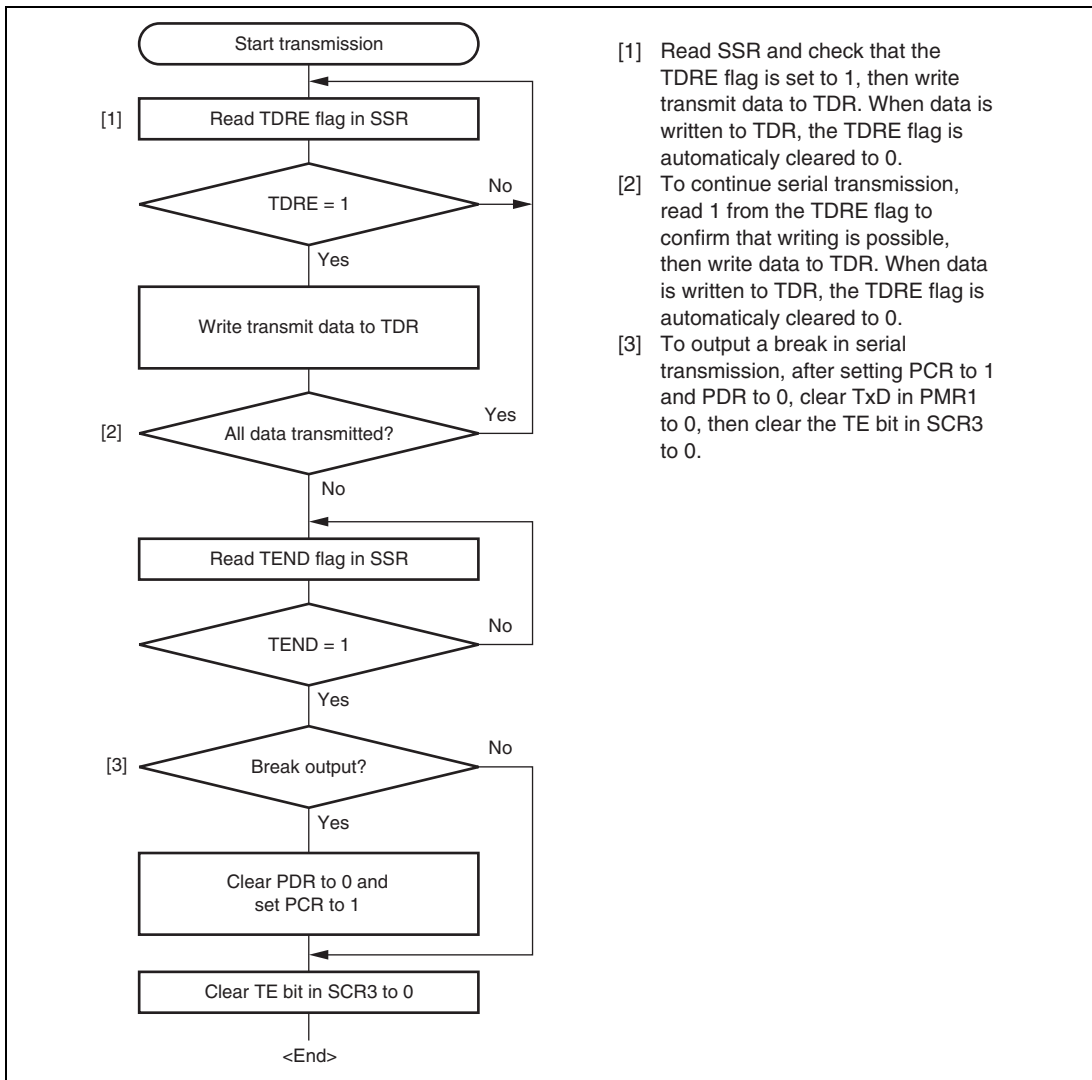 Start transmission
[1]
Read TDRE flag in SSR
TDRE = 1
No
Yes
Write transmit data to TDR
[2]
All data transmitted?
Yes
No
Read TEND flag in SSR
TEND = 1
No
Yes
[3]
Break output?
No
Yes
Clear PDR to 0 and
set PCR to 1
Clear TE bit in SCR3 to 0
<End>
[1] Read SSR and check that the
TDRE flag is set to 1, then write
transmit data to TDR. When data is
written to TDR, the TDRE flag is
automaticaly cleared to 0.
[2] To continue serial transmission,
read 1 from the TDRE flag to
confirm that writing is possible,
then write data to TDR. When data
is written to TDR, the TDRE flag is
automaticaly cleared to 0.
[3] To output a break in serial
transmission, after setting PCR to 1
and PDR to 0, clear TxD in PMR1
to 0, then clear the TE bit in SCR3
to 0.